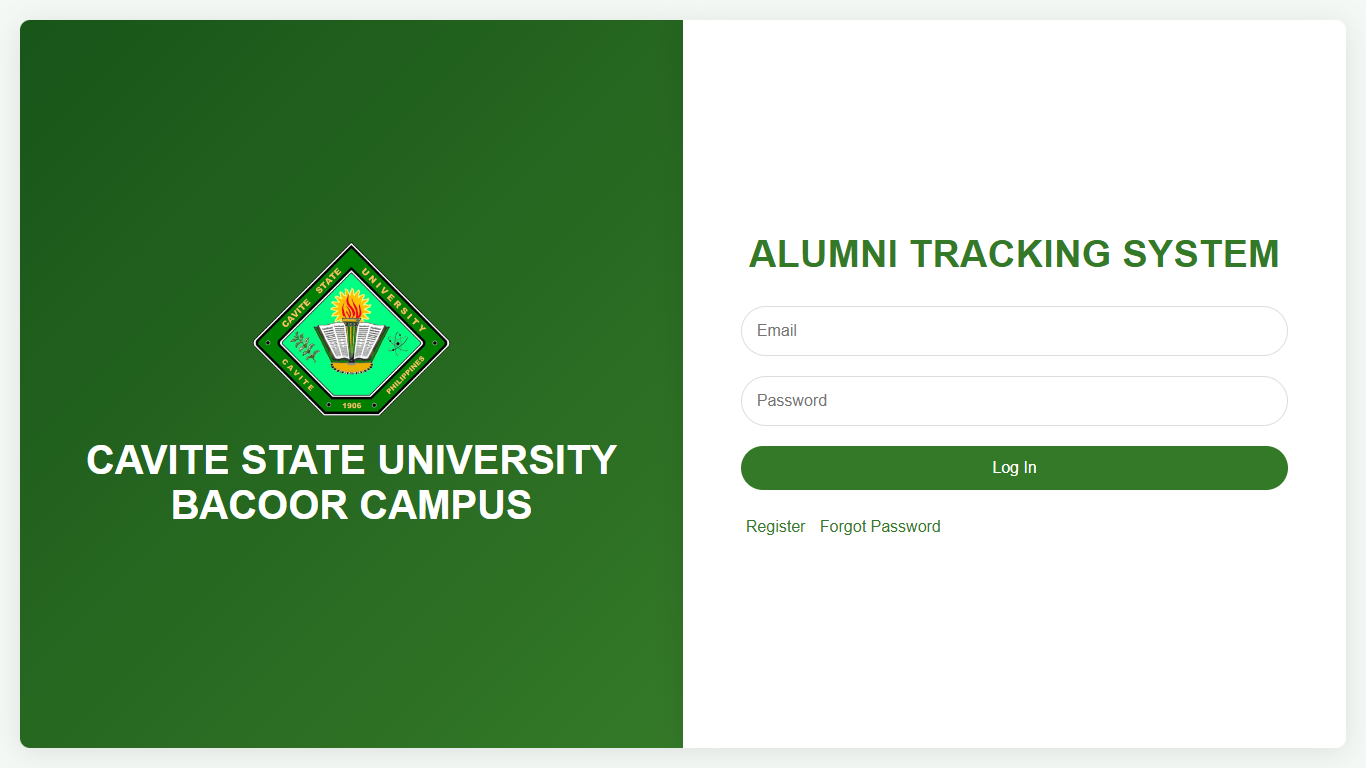 CAVITE STATE UNIVERSITY
CAVITE
PHILIPPINES
1906
CAVITE STATE UNIVERSITY
BACOOR CAMPUS
ALUMNI TRACKING SYSTEM
Email
Password
Log In
Register Forgot Password